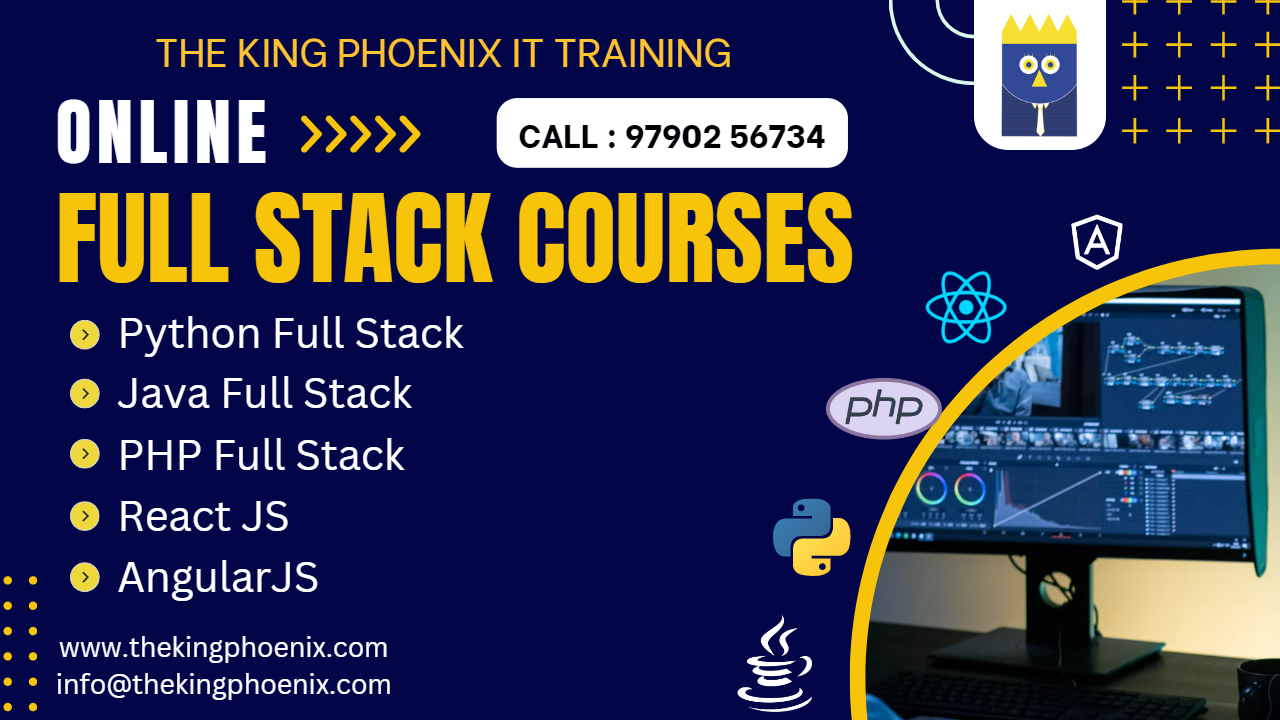 THE KING PHOENIX IT TRAINING
ONLINE
CALL : 97902 56734
FULL STACK COURSES
Python Full Stack
Java Full Stack
PHP Full Stack
React JS
AngularJS
www.thekingphoenix.com
info@thekingphoenix.com
A
php